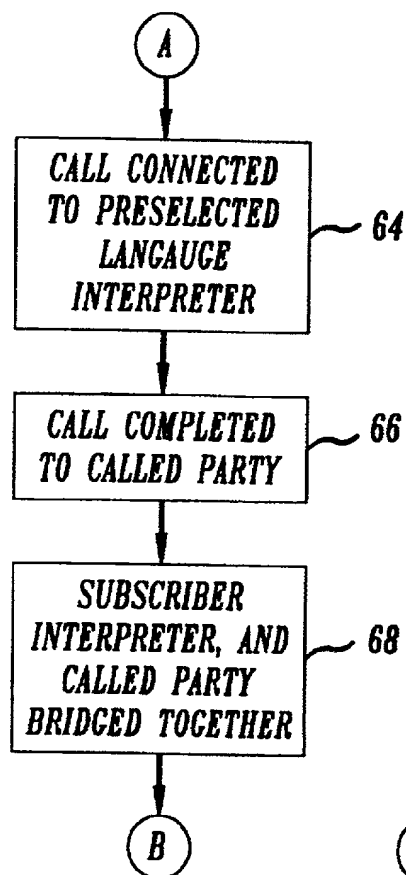 A
CALL CONNECTED
TO PRESELECTED
LANGAUGE
INTERPRETER
64
CALL COMPLETED
TO CALLED PARTY
66
SUBSCRIBER
INTERPRETER, AND
CALLED PARTY
BRIDGED TOGETHER
68
B